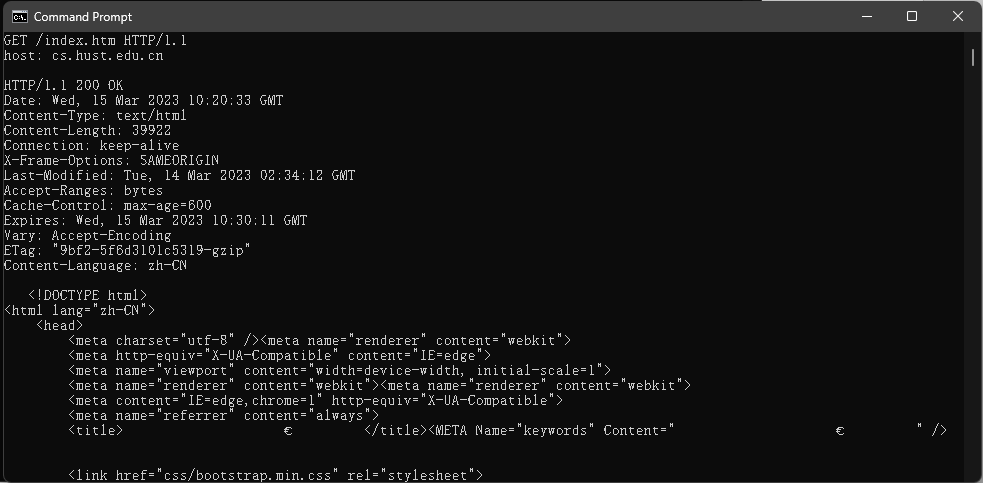 Command Prompt
GET /index.htm HTTP/1.1
host: cs.hust.edu.cn
HTTP/1.1 200 OK
Date: Wed, 15 Mar 2023 10:20:33 GMT
Content-Type: text/html
Content-Length: 39922
Connection: keep-alive
X-Frame-Options: SAMEORIGIN
Last-Modified: Tue, 14 Mar 2023 02:34:12 GMT
Accept-Ranges: bytes
Cache-Control: max-age=600
Expires: Wed, 15 Mar 2023 10:30:11 GMT
Vary: Accept-Encoding
ETag: "9bf2-5f6d3101c5319-gzip"
Content-Language: zh-CN
<!DOCTYPE html>
<html lang="zh-CN">
<head>
<meta charset="utf-8" /><meta name="renderer" content="webkit">
<meta http-equiv="X-UA-Compatible" content="IE=edge">
<meta name="viewport" content="width=device-width, initial-scale=1">
<meta name="renderer" content="webkit"><meta name="renderer" content="webkit">
<meta content="IE=edge,chrome=1" http-equiv="X-UA-Compatible">
<meta name="referrer" content="always">
<title> € </title><META Name="keywords" Content=" € " />
<link href="css/bootstrap.min.css" rel="stylesheet">